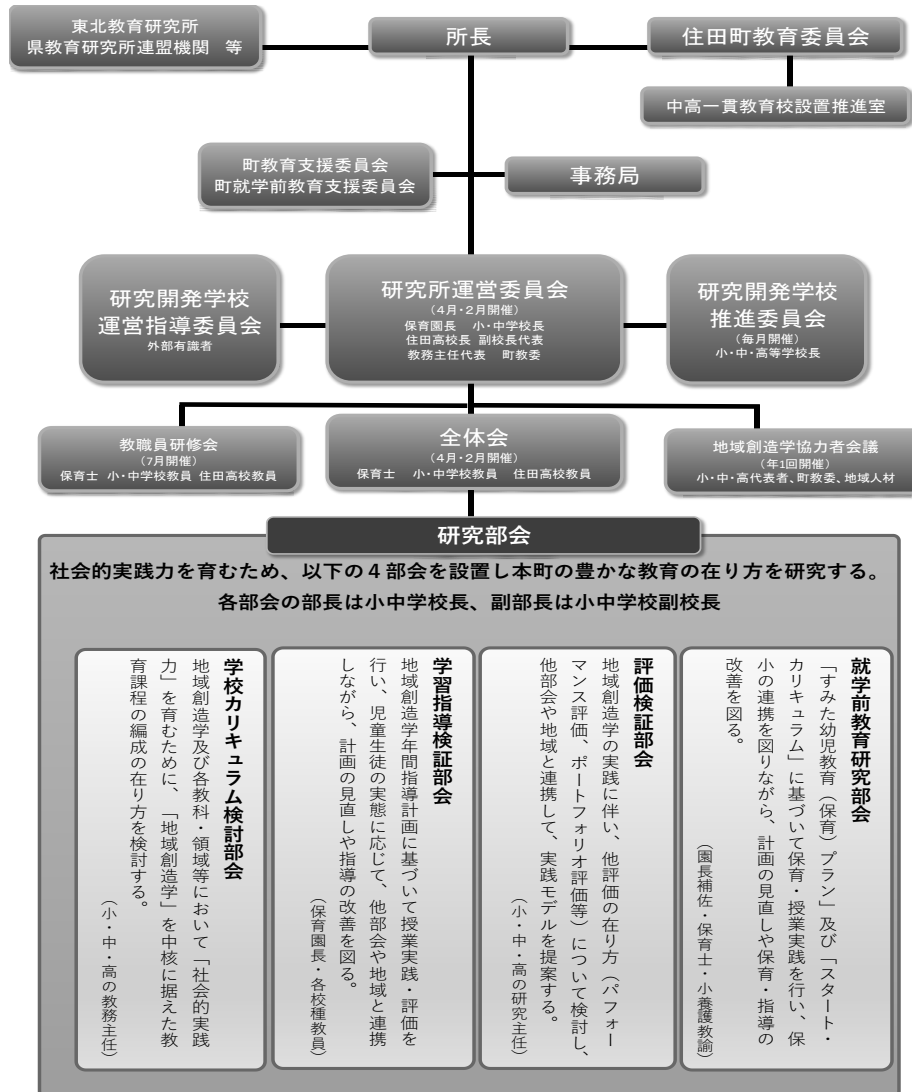 東北教育研究所
県教育研究所連盟機関 等
所長
住田町教育委員会
中高一貫教育校設置推進室
町教育支援委員会
町就学前教育支援委員会
事務局
研究開発学校
運営指導委員会
外部有識者
研究所運営委員会
(4月・2月開催)
保育園長 小・中学校長
住田高校長 副校長代表
教務主任代表 町教委
研究開発学校
推進委員会
(毎月開催)
小・中・高等学校長
教職員研修会
(7月開催)
保育士 小・中学校教員 住田高校教員
全体会
(4月・2月開催)
保育士 小・中学校教員 住田高校教員
地域創造学協力者会議
(年1回開催)
小・中・高代表者、町教委、地域人材
研究部会
社会的実践力を育むため、以下の4部会を設置し本町の豊かな教育の在り方を研究する。
各部会の部長は小中学校長、副部長は小中学校副校長
就学前教育研究部会
「すみた幼児教育(保育)プラン」及び「スタート・
カリキュラム」に基づいて保育・授業実践を行い、保
小の連携を図りながら、計画の見直しや保育・指導の
改善を図る。
(園長補佐・保育士・小養護教諭)
評価検証部会
地域創造学の実践に伴い、他評価の在り方(パフォー
マンス評価、ポートフォリオ評価等)について検討し、
他部会や地域と連携して、実践モデルを提案する。
(小・中・高の研究主任)
学習指導検証部会
地域創造学年間指導計画に基づいて授業実践・評価を
行い、児童生徒の実態に応じて、他部会や地域と連携
しながら、計画の見直しや指導の改善を図る。
(保育園長・各校種教員)
学校カリキュラム検討部会
地域創造学及び各教科・領域等において「社会的実践
力」を育むために、「地域創造学」を中核に据えた教
育課程の編成の在り方を検討する。
(小・中・高の教務主任)